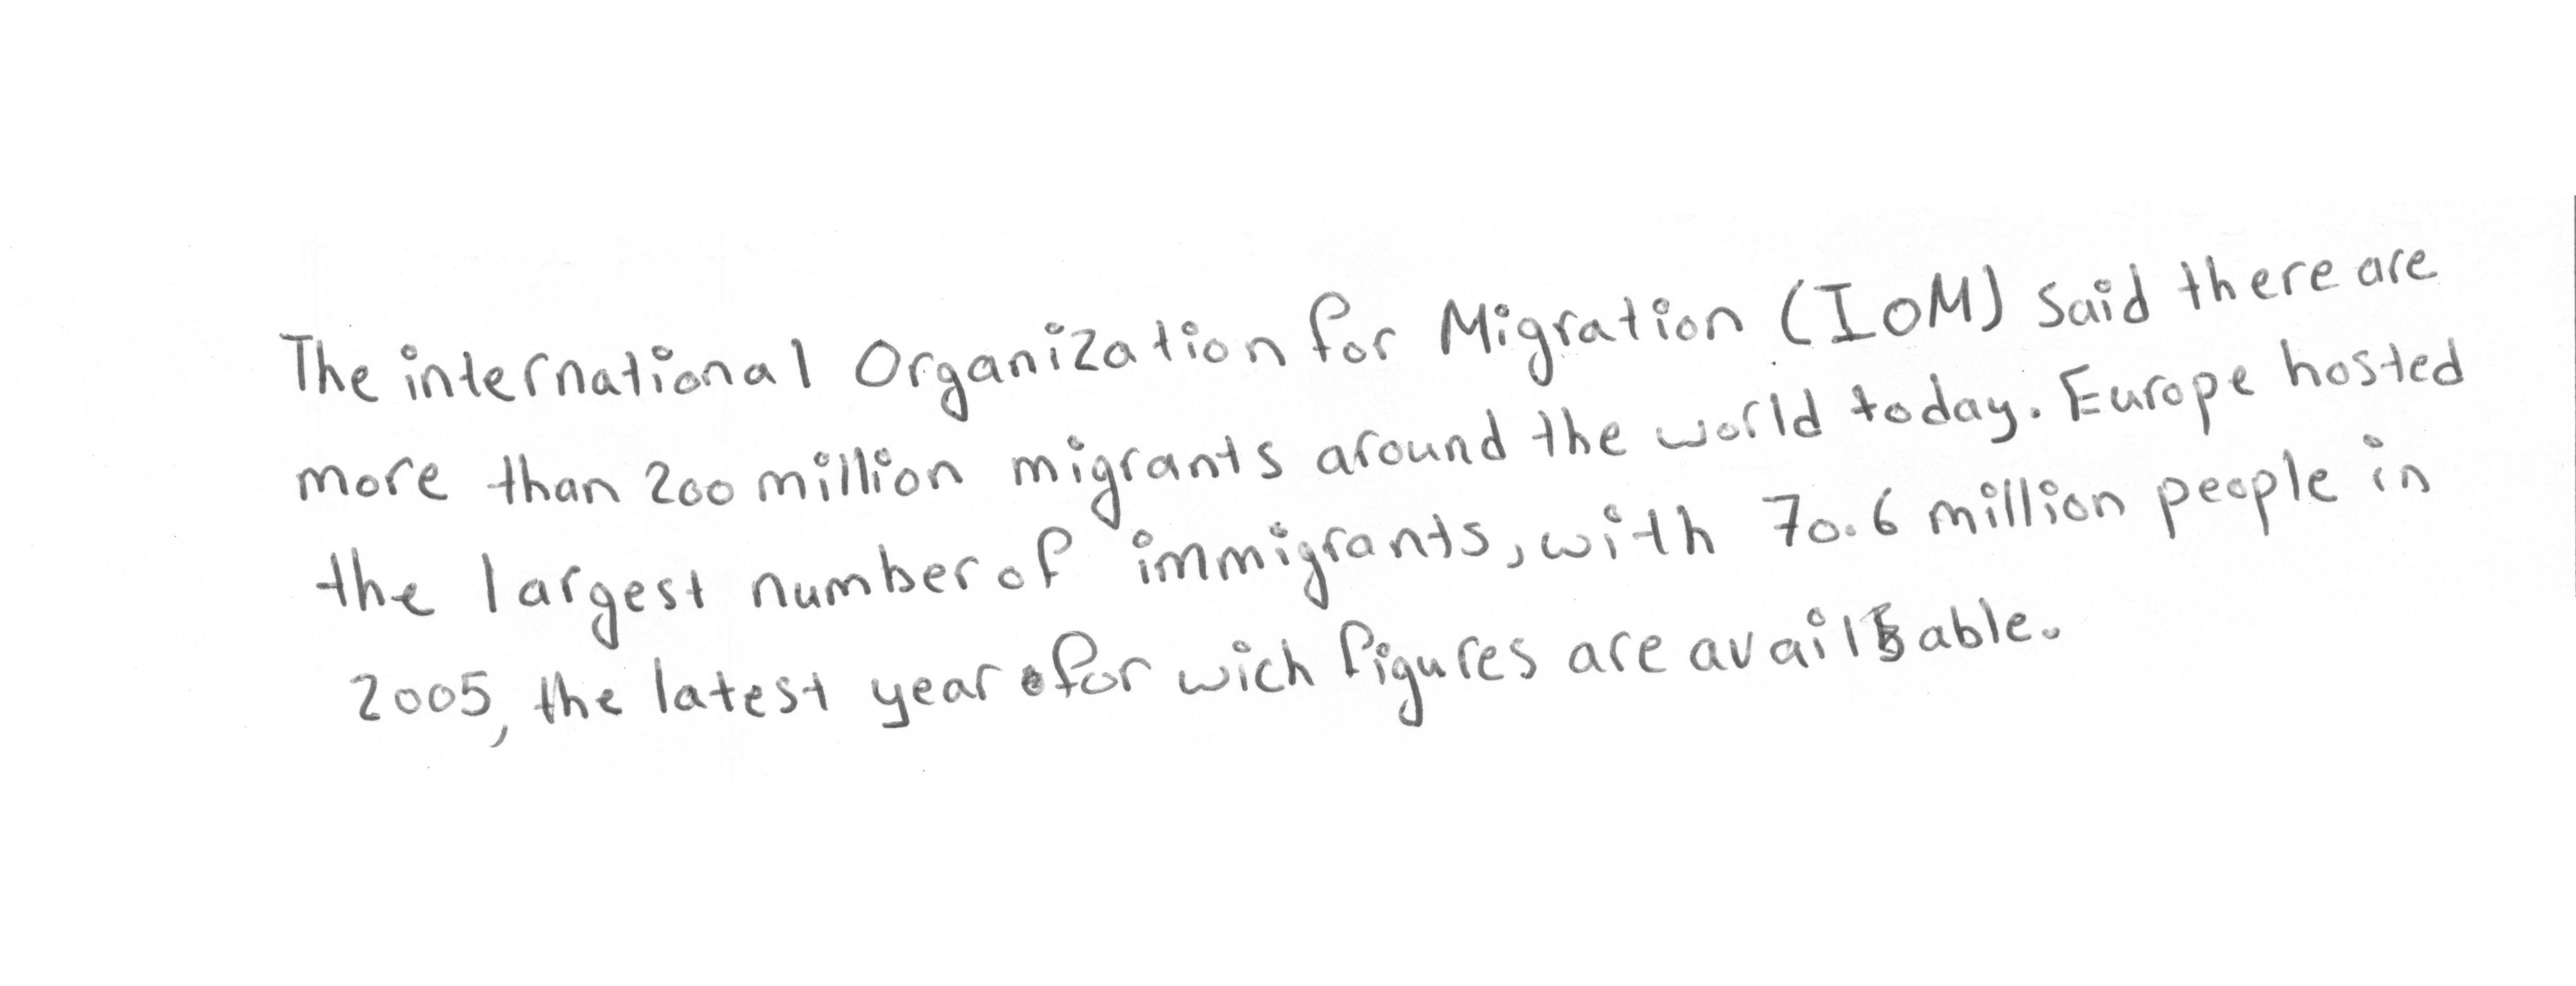 The international Organization for Migration (IOM) said there are
more than 200 million migrants around the world today. Europe hosted
the largest number of immigrants, with 70.6 million people in
2005, the latest year for wich figures are available.